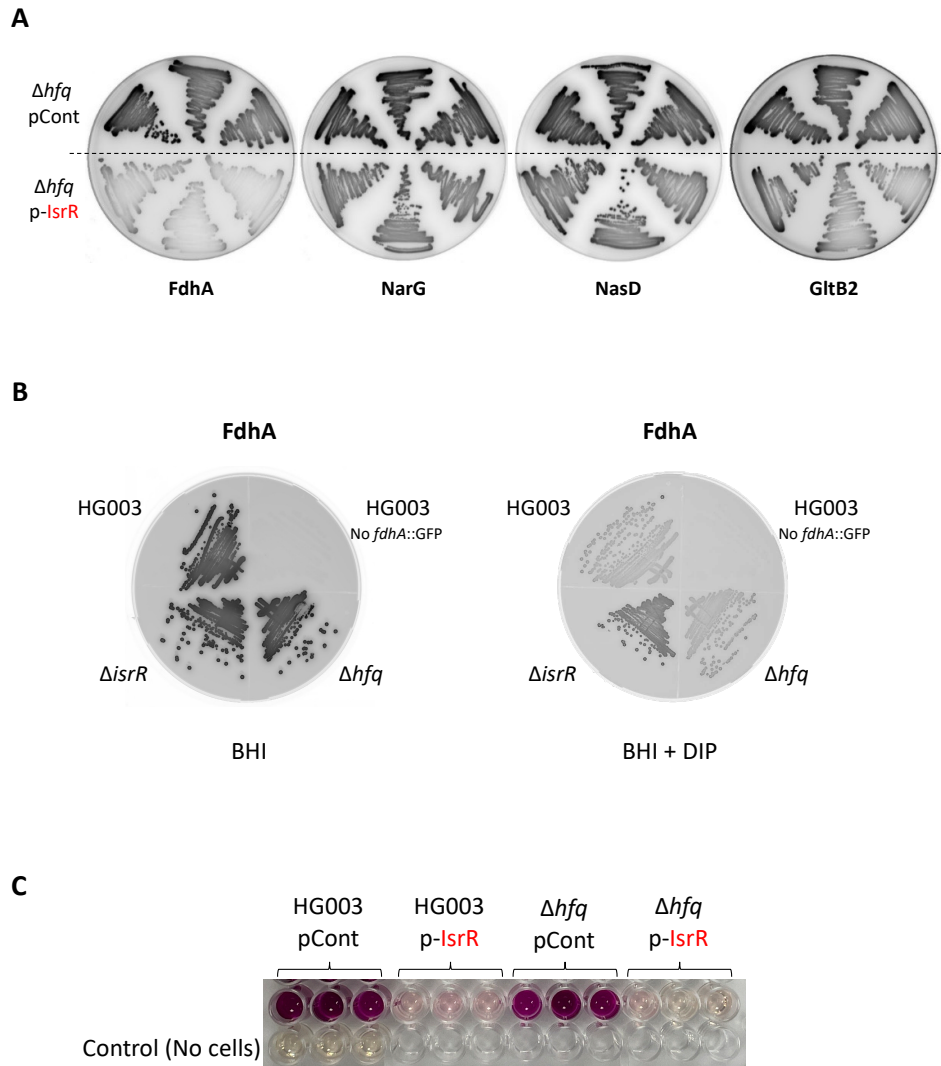 A
Δhfq
pCont
Δhfq
p-IsrR
FdhA NarG NasD GltB2
B
FdhA FdhA
HG003 HG003
No fdhA::GFP
HG003 HG003
No fdhA::GFP
ΔisrR Δhfq ΔisrR Δhfq
BHI BHI + DIP
C
HG003 HG003 Δhfq Δhfq
pCont p-IsrR pCont p-IsrR
Control (No cells)